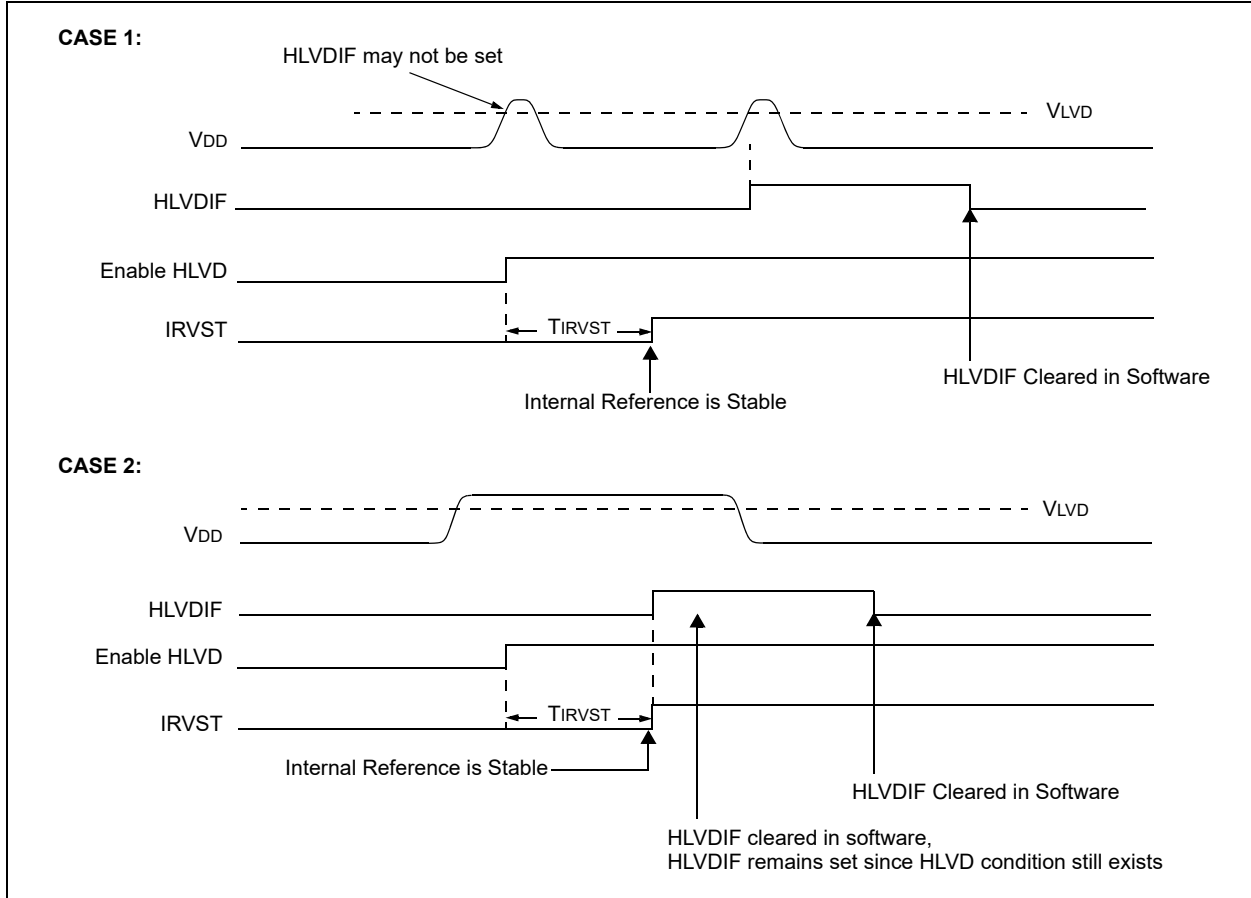 CASE 1:
HLVDIF may not be set
VLVD
VDD
HLVDIF
Enable HLVD
TIRVST
IRVST
HLVDIF Cleared in Software
Internal Reference is Stable
CASE 2:
VLVD
VDD
HLVDIF
Enable HLVD
TIRVST
IRVST
Internal Reference is Stable
HLVDIF Cleared in Software
HLVDIF cleared in software,
HLVDIF remains set since HLVD condition still exists